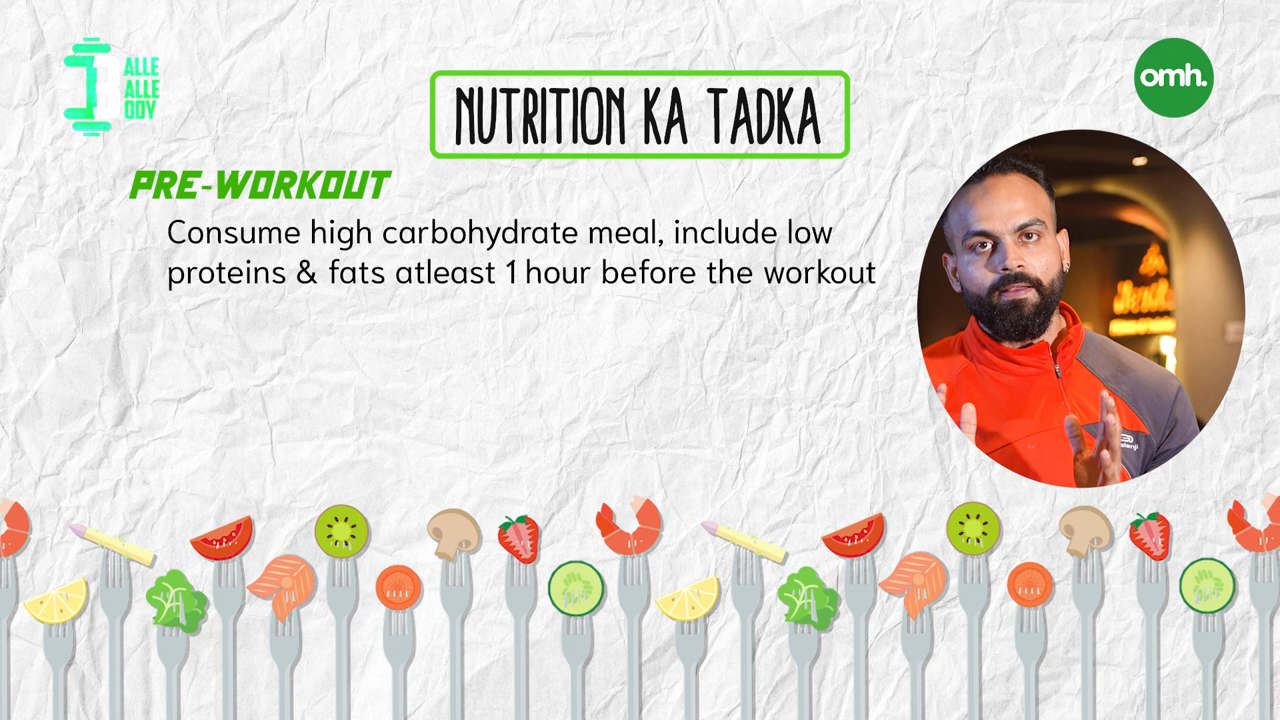 ALLE
ALLE
ODY
omh.
NUTRITION KA TADKA
PRE-WORKOUT
Consume high carbohydrate meal, include low
proteins & fats atleast 1 hour before the workout